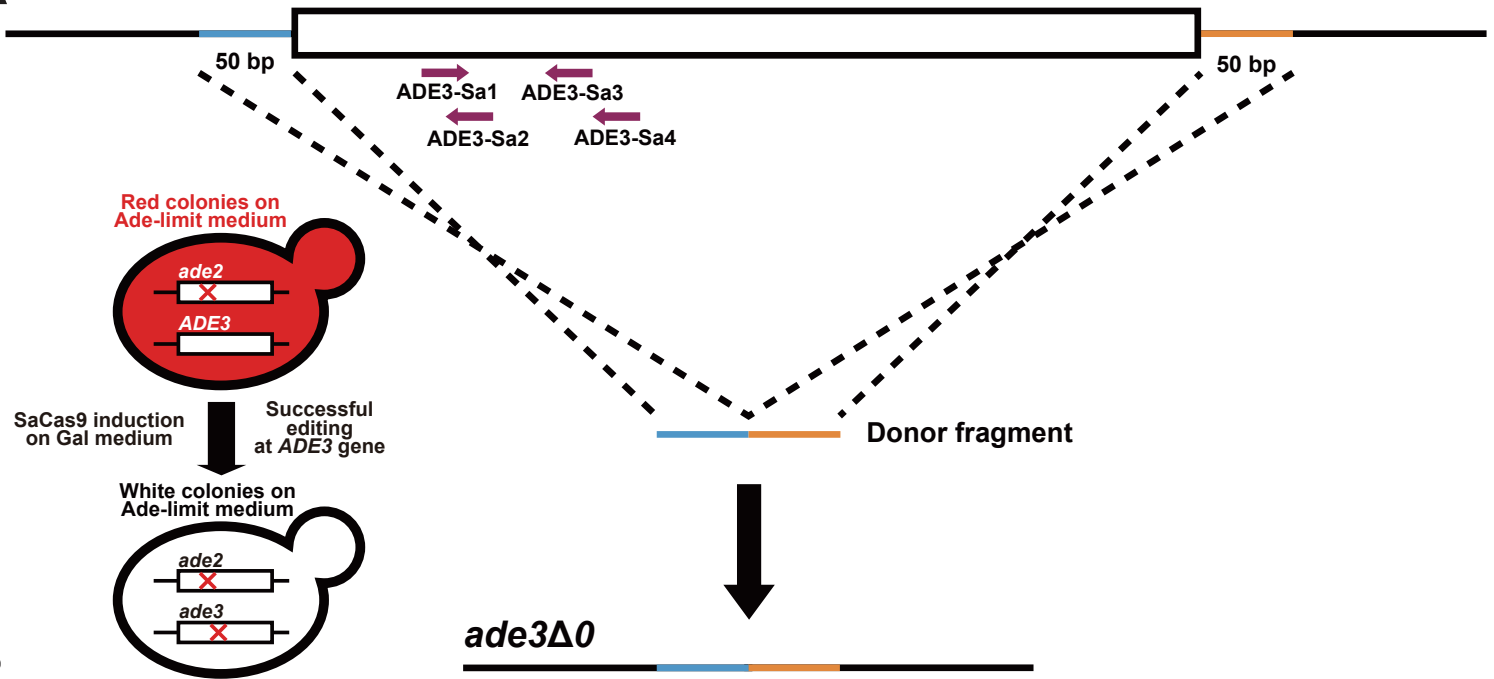 50 bp
50 bp
ADE3-Sa1
ADE3-Sa3
ADE3-Sa2
ADE3-Sa4
Red colonies on
Ade-limit medium
ade2
ADE3
SaCas9 induction
on Gal medium
Successful
editing
at ADE3 gene
Donor fragment
White colonies on
Ade-limit medium
ade2
ade3
ade3Δ0